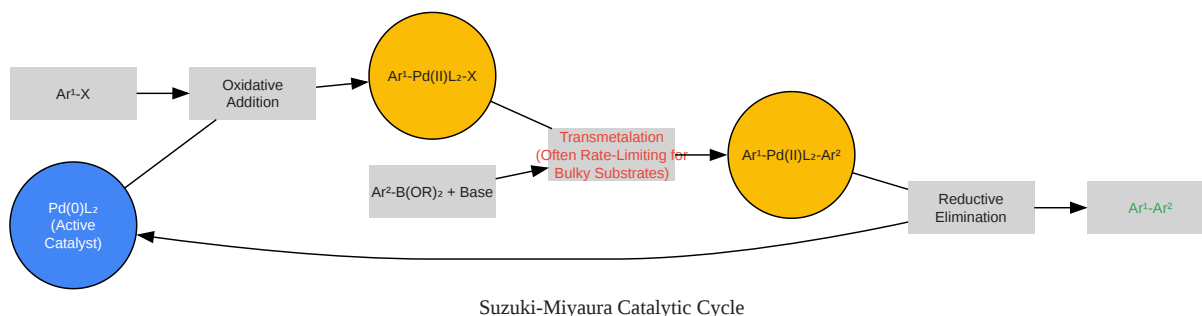 Ar¹-X
Oxidative
Addition
Ar¹-Pd(II)L₂-X
Pd(0)L₂
(Active
Catalyst)
Ar²-B(OR)₂ + Base
Transmetalation
(Often Rate-Limiting for
Bulky Substrates)
Ar¹-Pd(II)L₂-Ar²
Reductive
Elimination
Ar¹-Ar²
Suzuki-Miyaura Catalytic Cycle